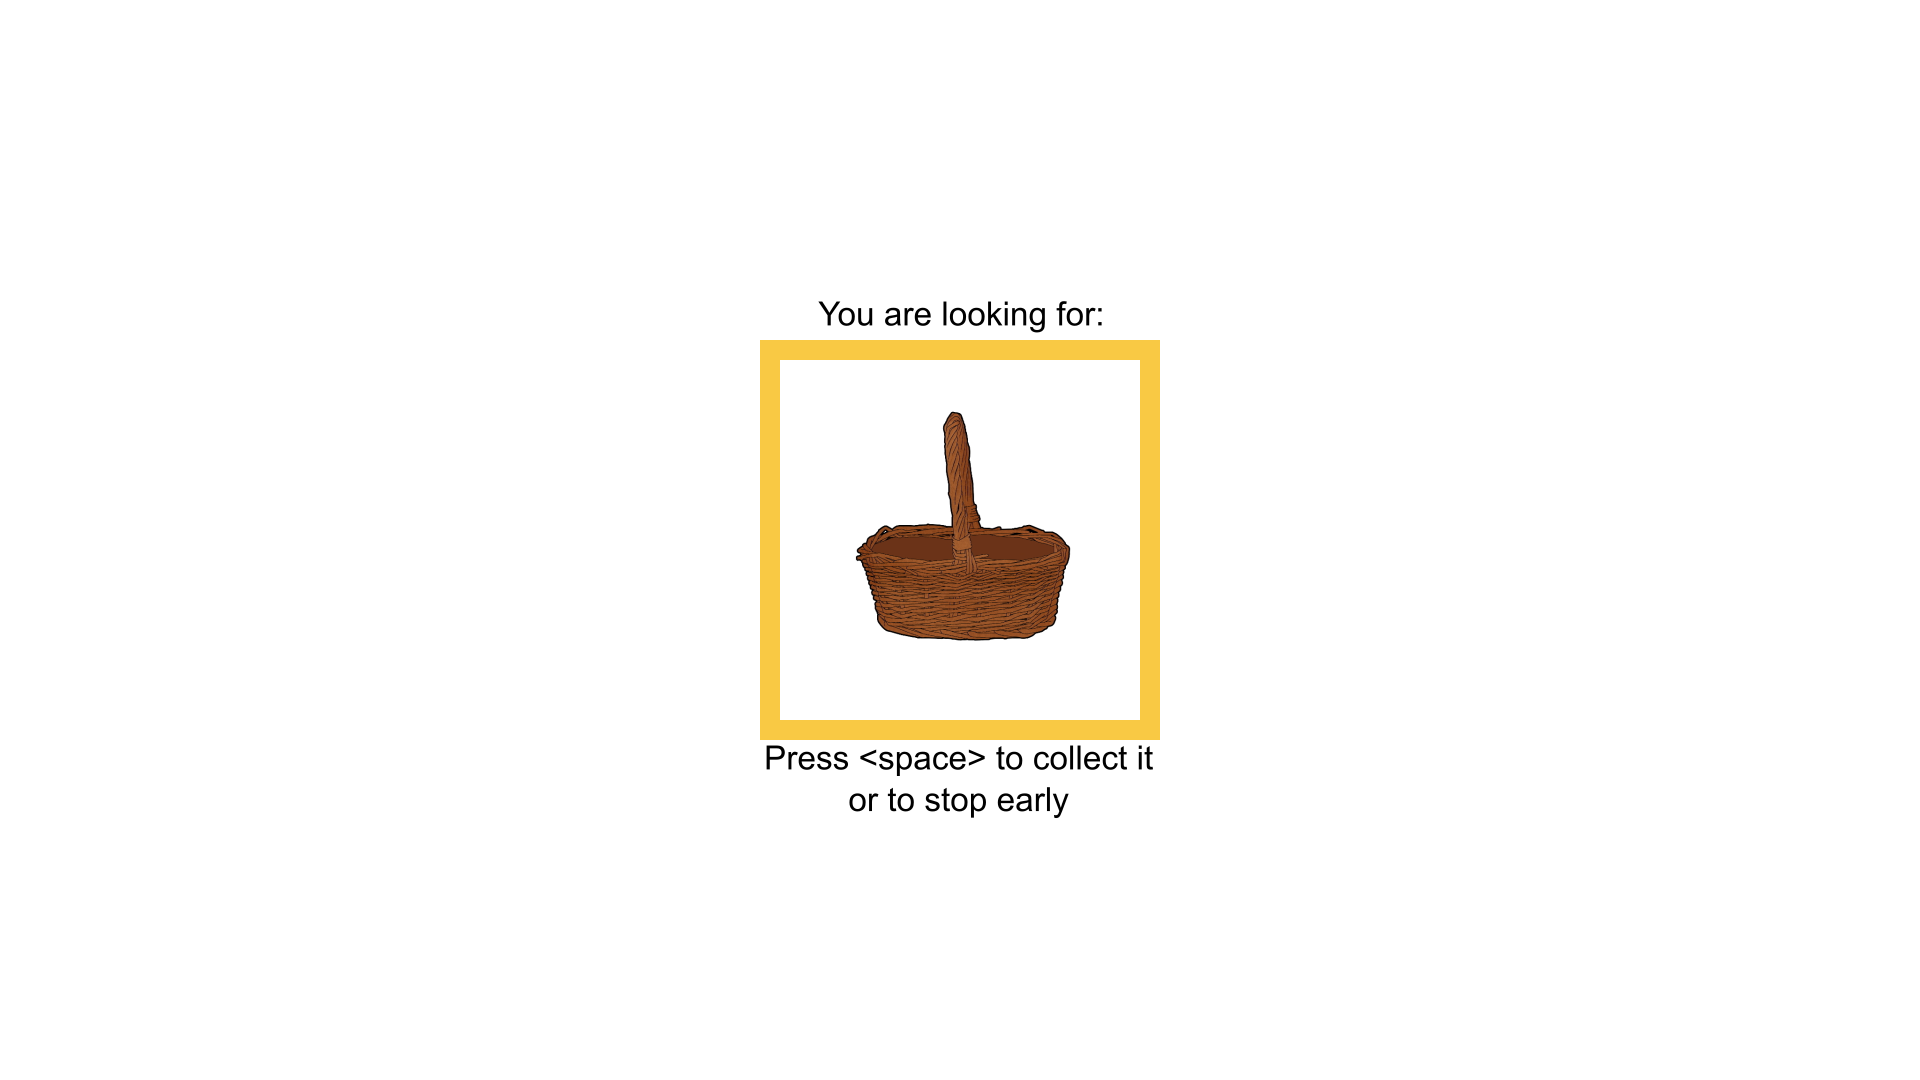 You are looking for:
Press <space> to collect it
or to stop early